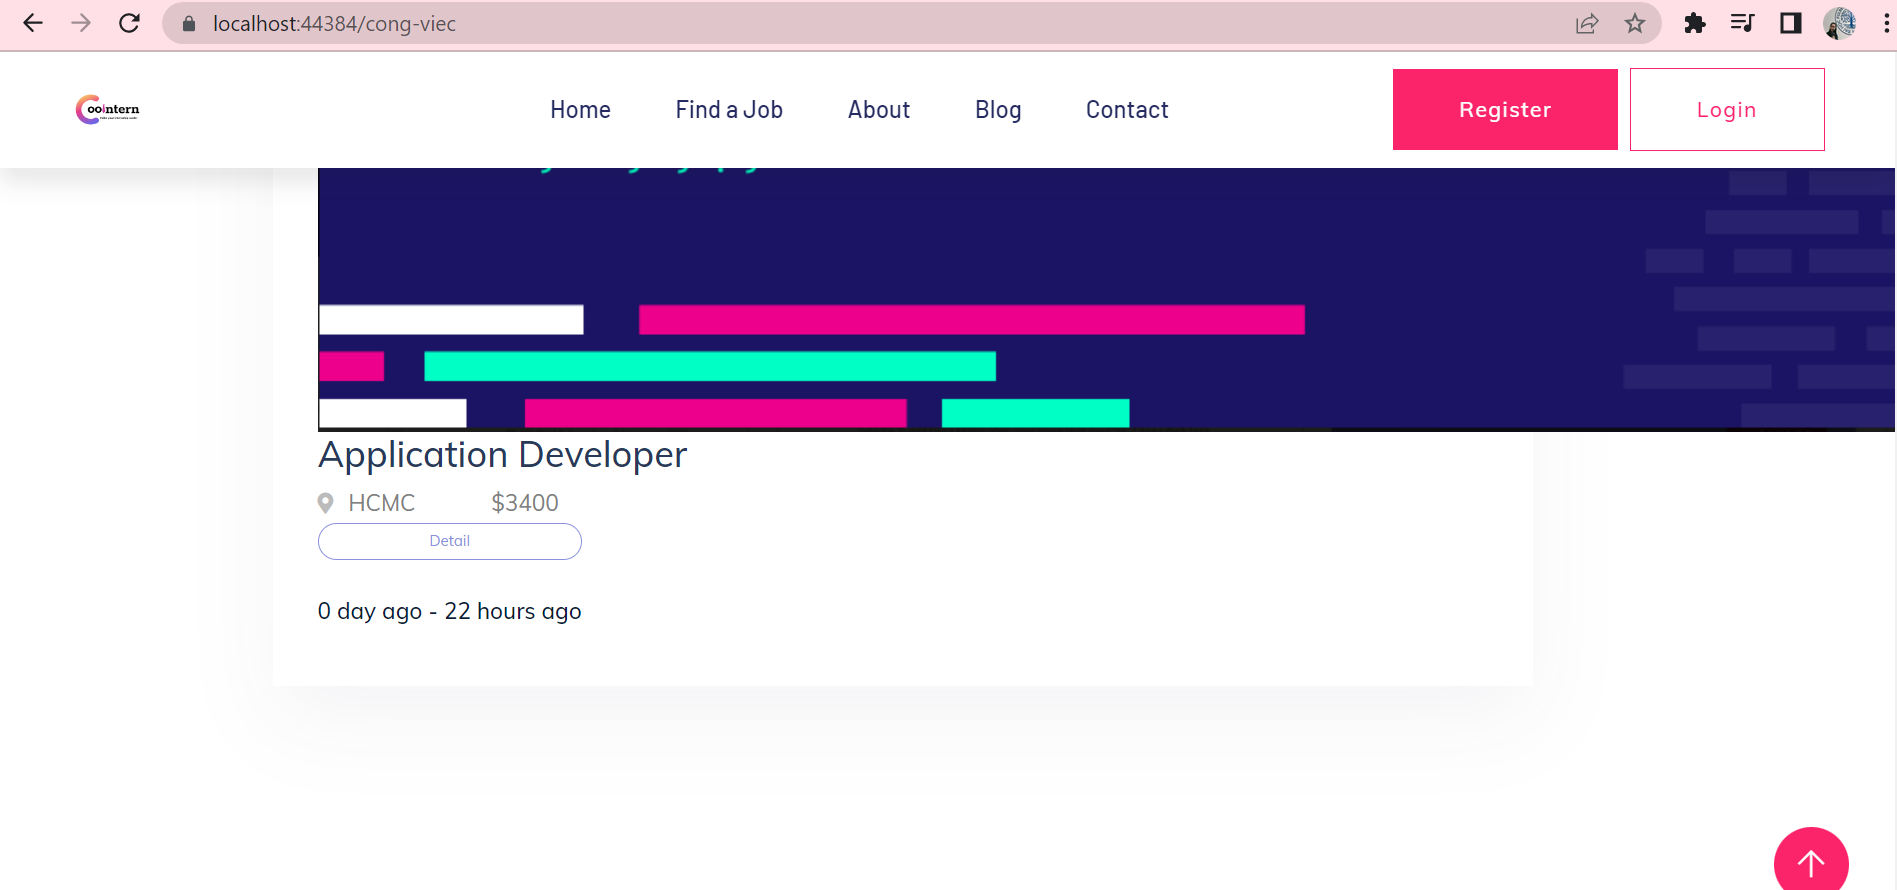 localhost:44384/cong-viec
Coointern
Home Find a Job About Blog Contact Register Login
Application Developer
HCMC $3400
Detail
0 day ago - 22 hours ago